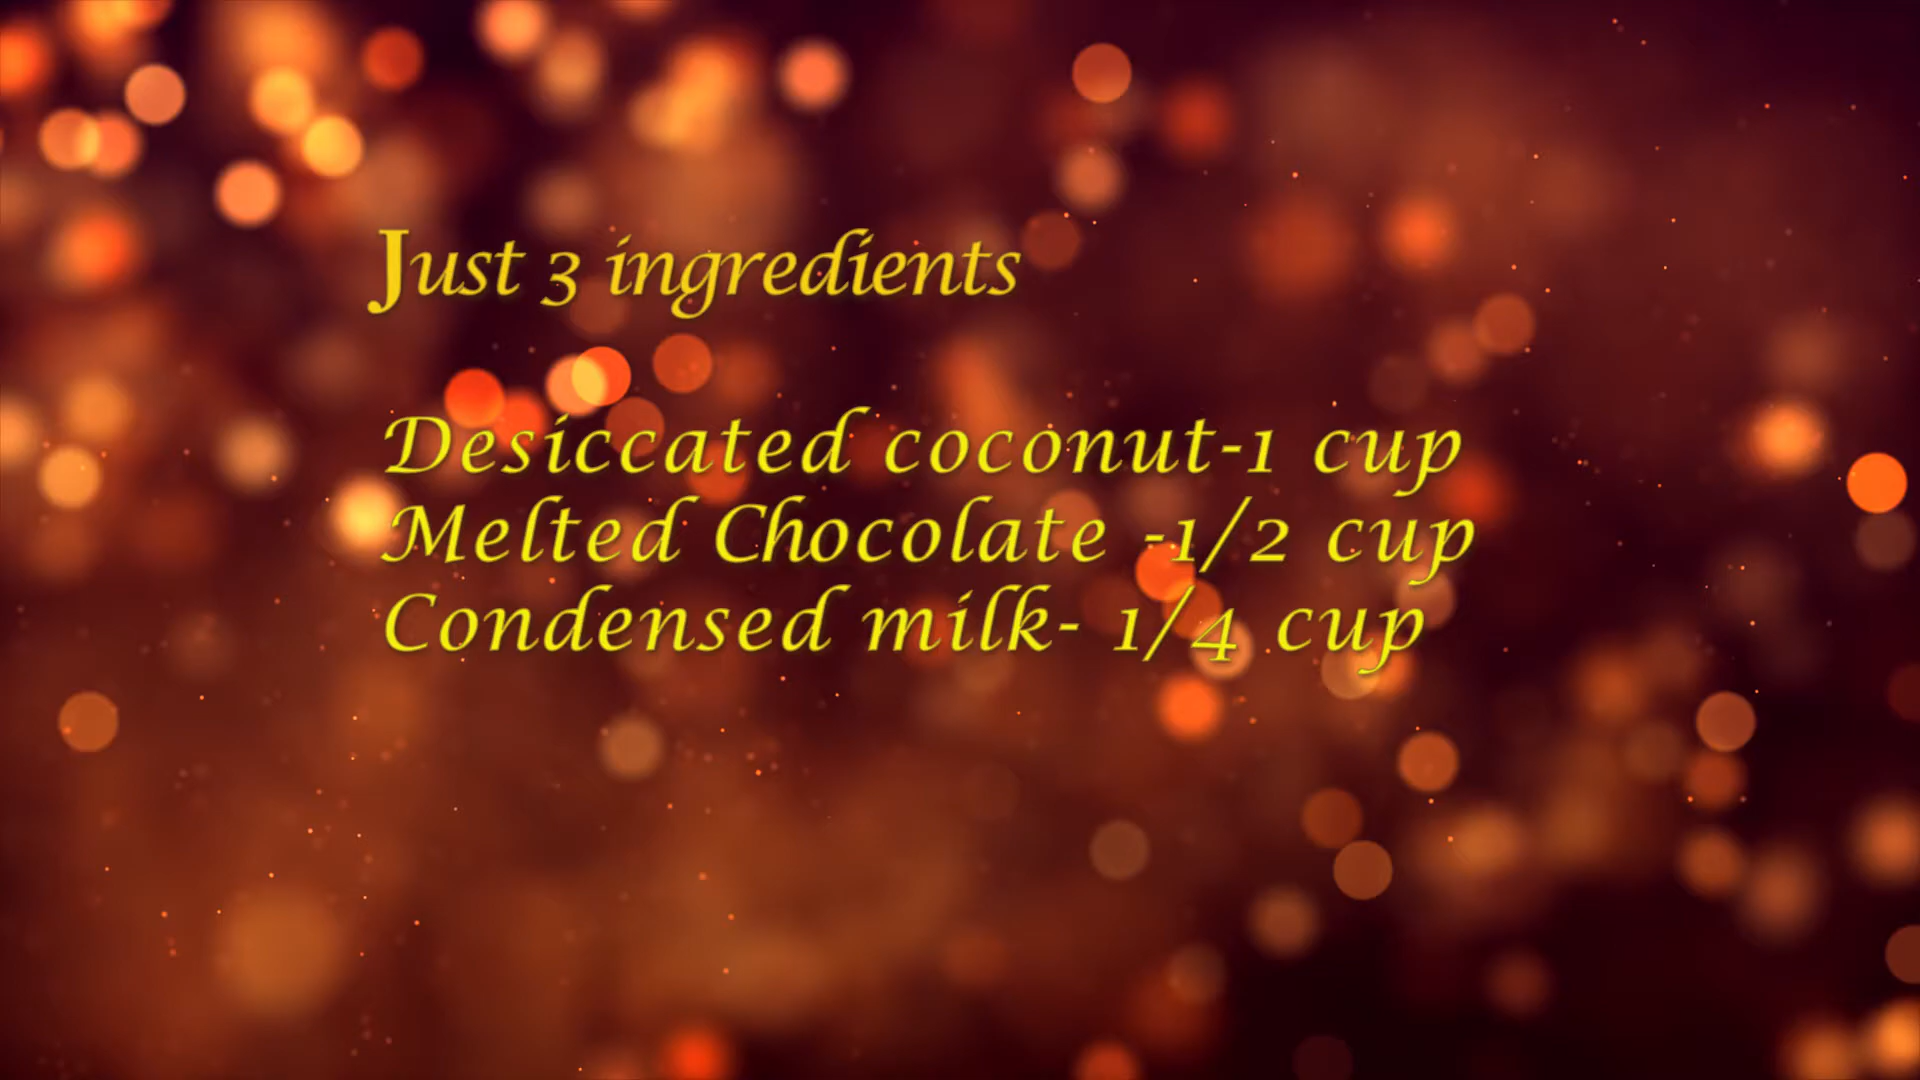 Just 3 ingredients
Desiccated coconut-1 cup
Melted Chocolate -1/2 cup
Condensed milk- 1/4 cup